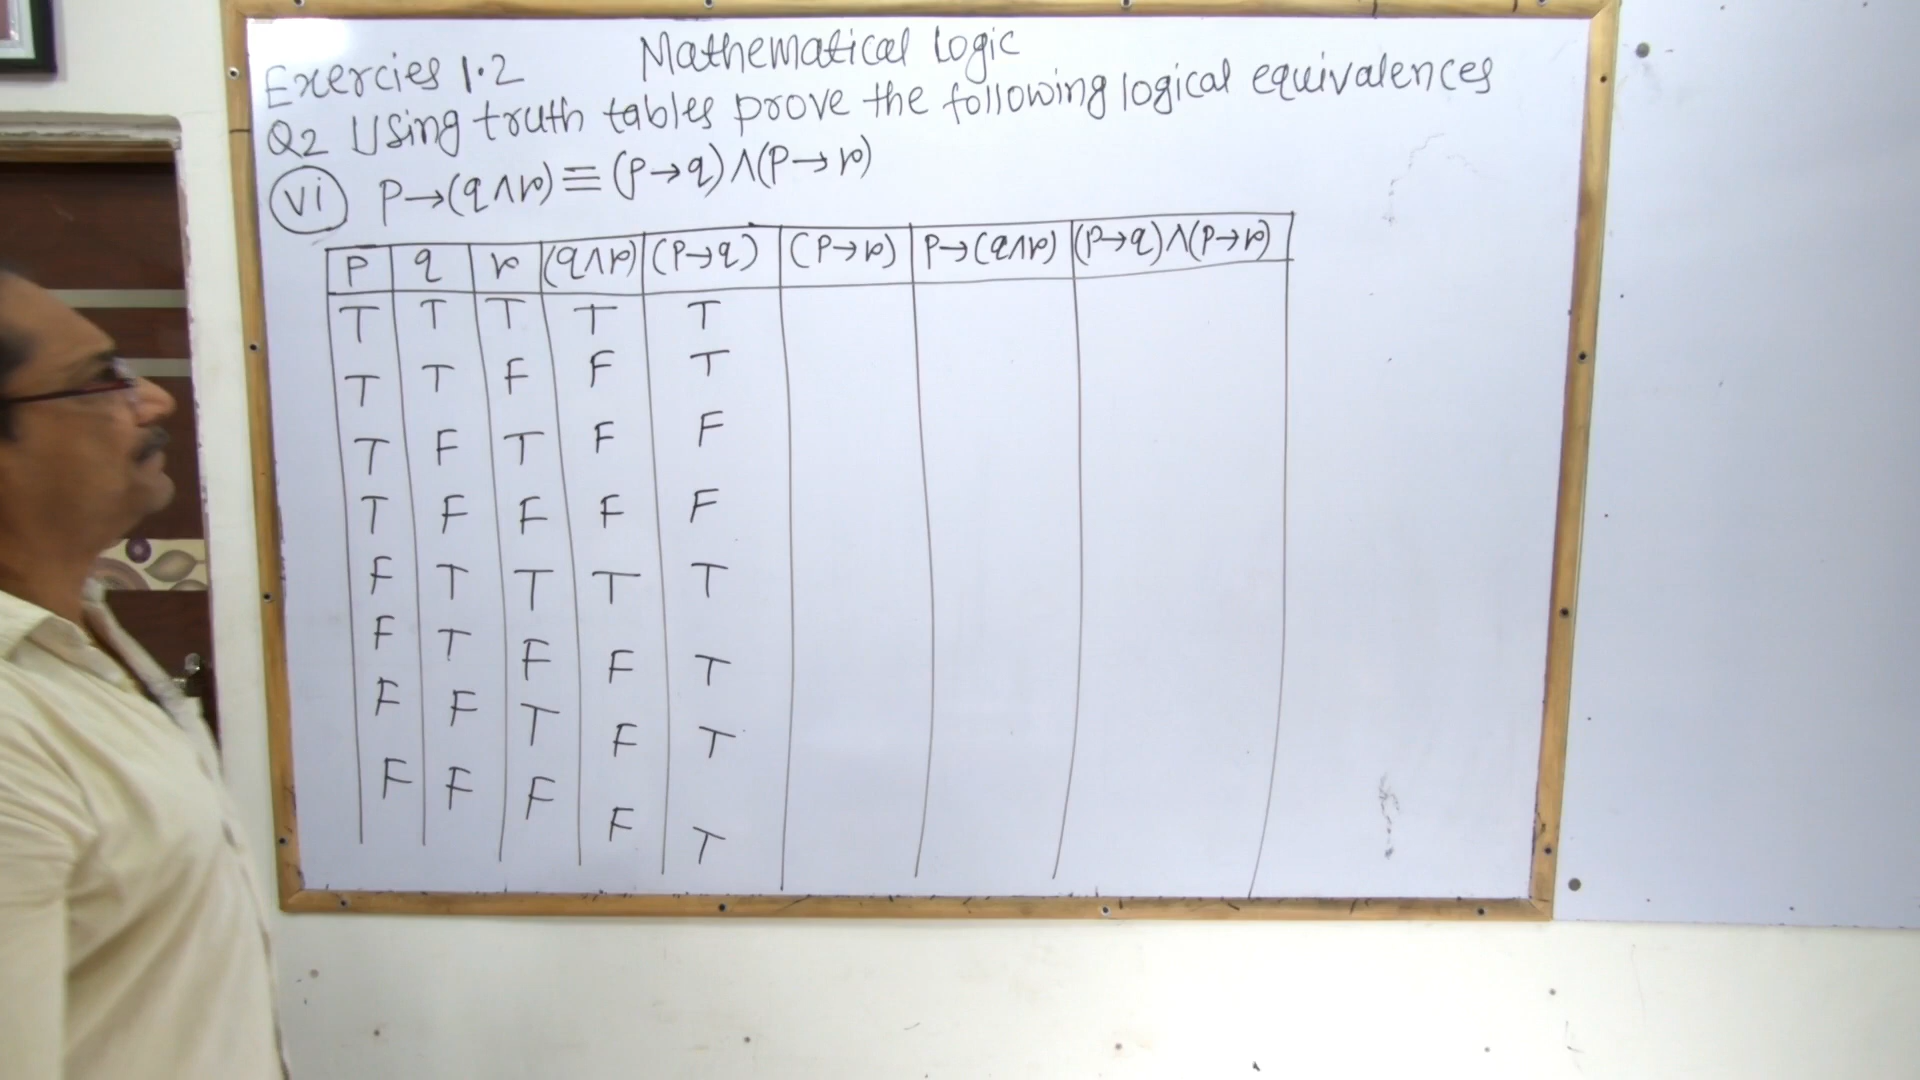 Mathematical Logic
Exercies 1.2
Q2 Using truth tables prove the following logical equivalences
(vi) P→(q∧r)≡(P→q)∧(P→r)
P q r (q∧r) (P→q) (P→r) P→(q∧r) (P→q)∧(P→r)
T T T T T
T T F F T
T F T F F
T F F F F
F T T T T
F T F F T
F F T F T
F F F F T